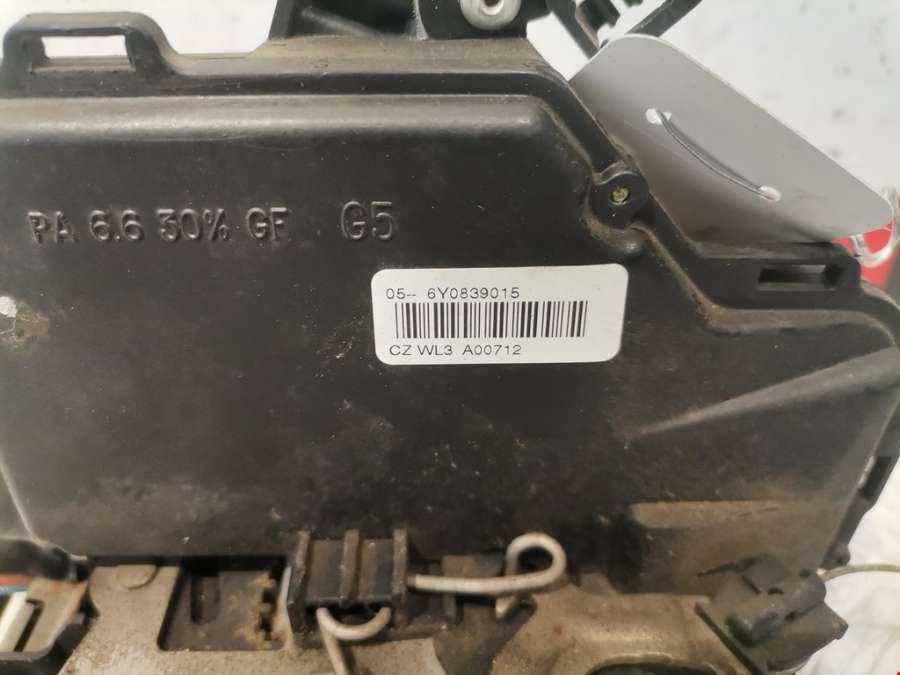 PA 6.6 30% GF G5
05-- 6Y0839015
CZ WL3 A00712